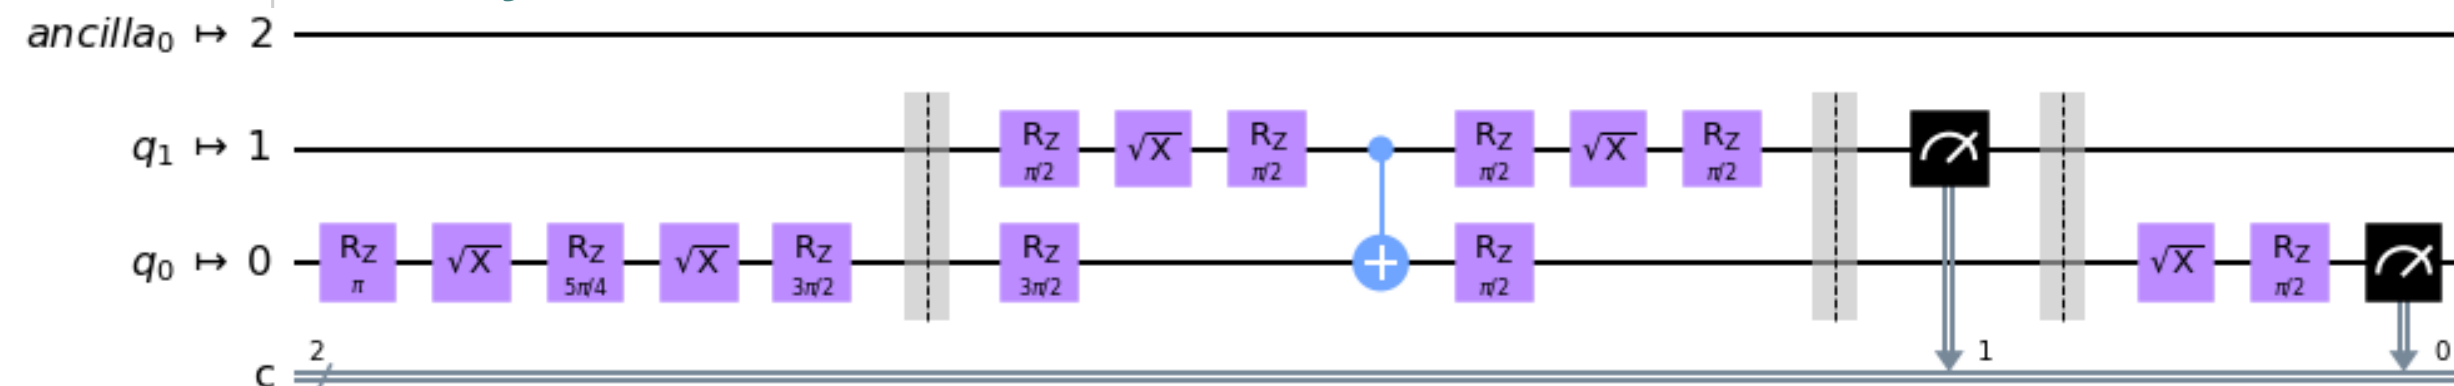 ancilla₀ ↦ 2
q₁ ↦ 1
R_Z π/2 √X R_Z π/2 R_Z π/2 √X R_Z π/2
q₀ ↦ 0
R_Z π √X R_Z 5π/4 √X R_Z 3π/2 R_Z 3π/2 R_Z π/2 √X R_Z π/2
c 2 1 0